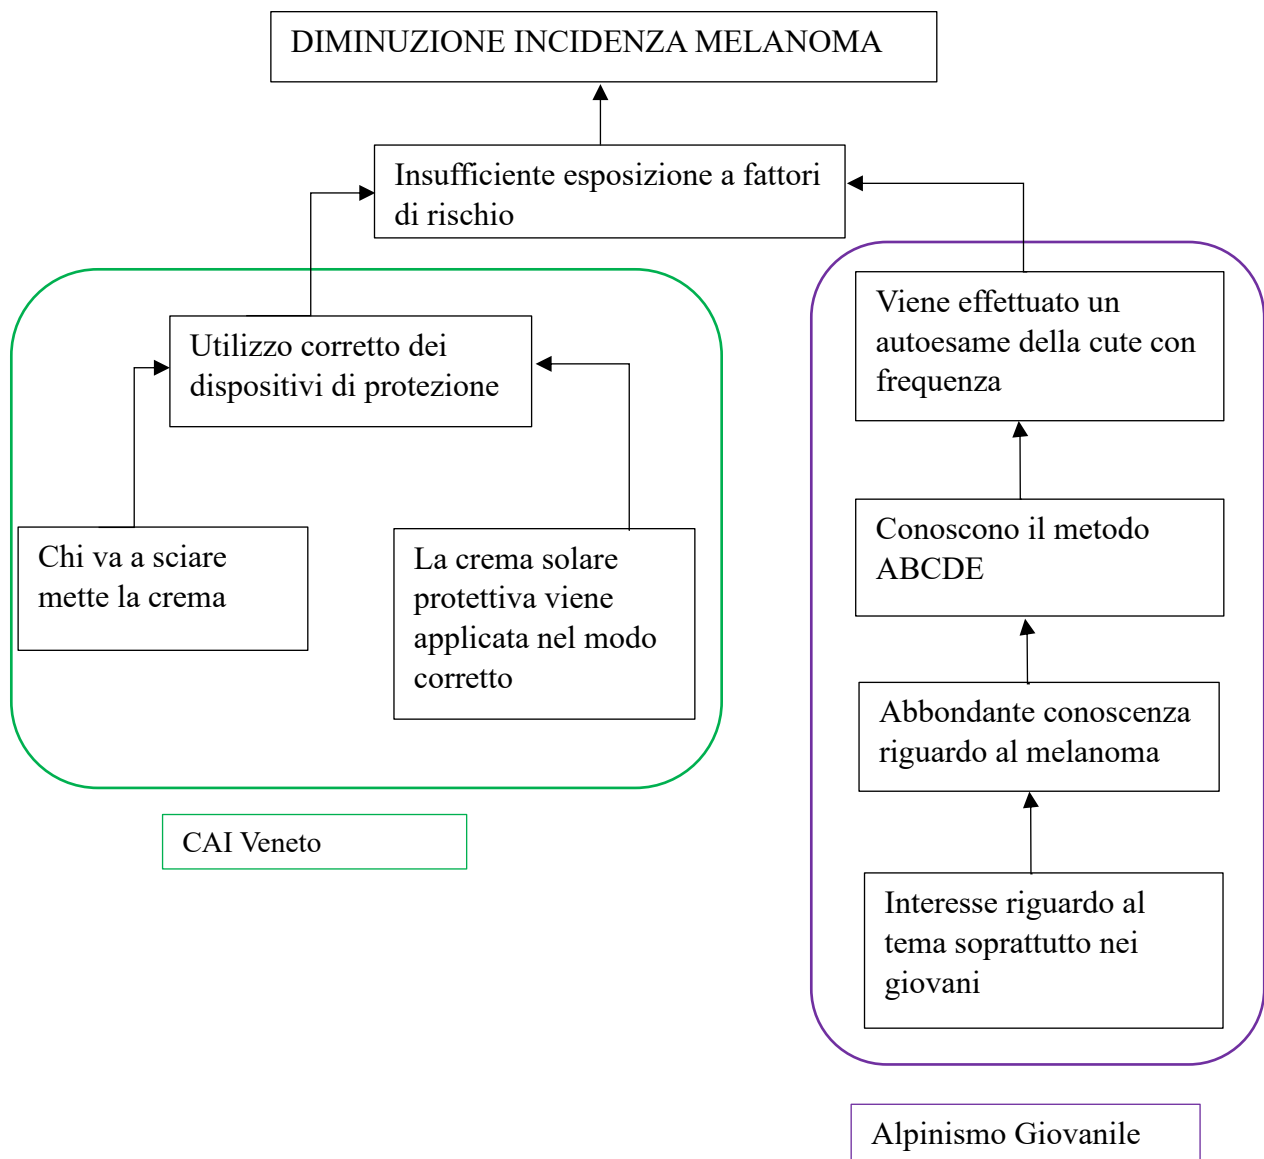 DIMINUZIONE INCIDENZA MELANOMA
Insufficiente esposizione a fattori
di rischio
Utilizzo corretto dei
dispositivi di protezione
Chi va a sciare
mette la crema
La crema solare
protettiva viene
applicata nel modo
corretto
CAI Veneto
Viene effettuato un
autoesame della cute con
frequenza
Conoscono il metodo
ABCDE
Abbondante conoscenza
riguardo al melanoma
Interesse riguardo al
tema soprattutto nei
giovani
Alpinismo Giovanile